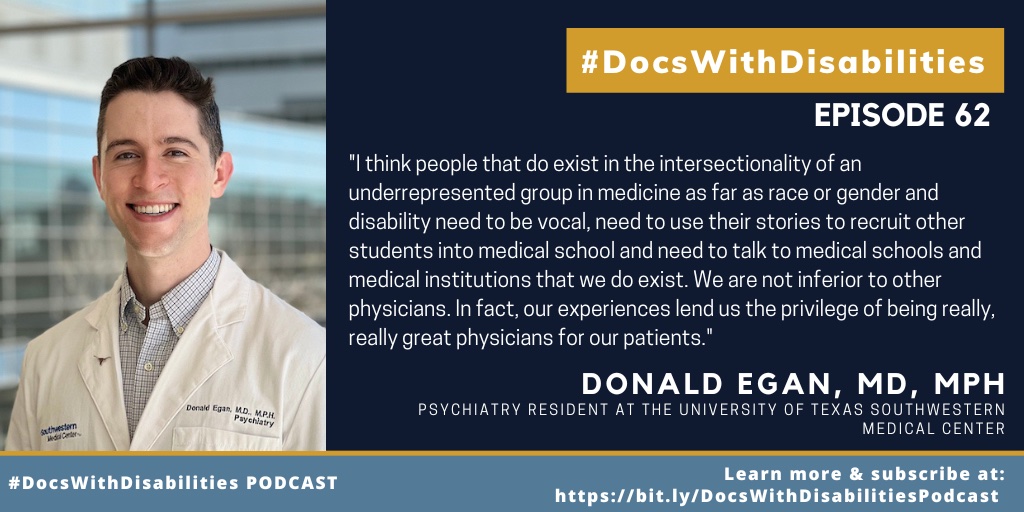 #DocsWithDisabilities
EPISODE 62
"I think people that do exist in the intersectionality of an
underrepresented group in medicine as far as race or gender and
disability need to be vocal, need to use their stories to recruit other
students into medical school and need to talk to medical schools and
medical institutions that we do exist. We are not inferior to other
physicians. In fact, our experiences lend us the privilege of being really,
really great physicians for our patients."
DONALD EGAN, MD, MPH
PSYCHIATRY RESIDENT AT THE UNIVERSITY OF TEXAS SOUTHWESTERN
MEDICAL CENTER
Donald Egan, M.D., M.P.H.
Psychiatry
Southwestern
Medical Center
#DocsWithDisabilities PODCAST
Learn more & subscribe at:
https://bit.ly/DocsWithDisabilitiesPodcast